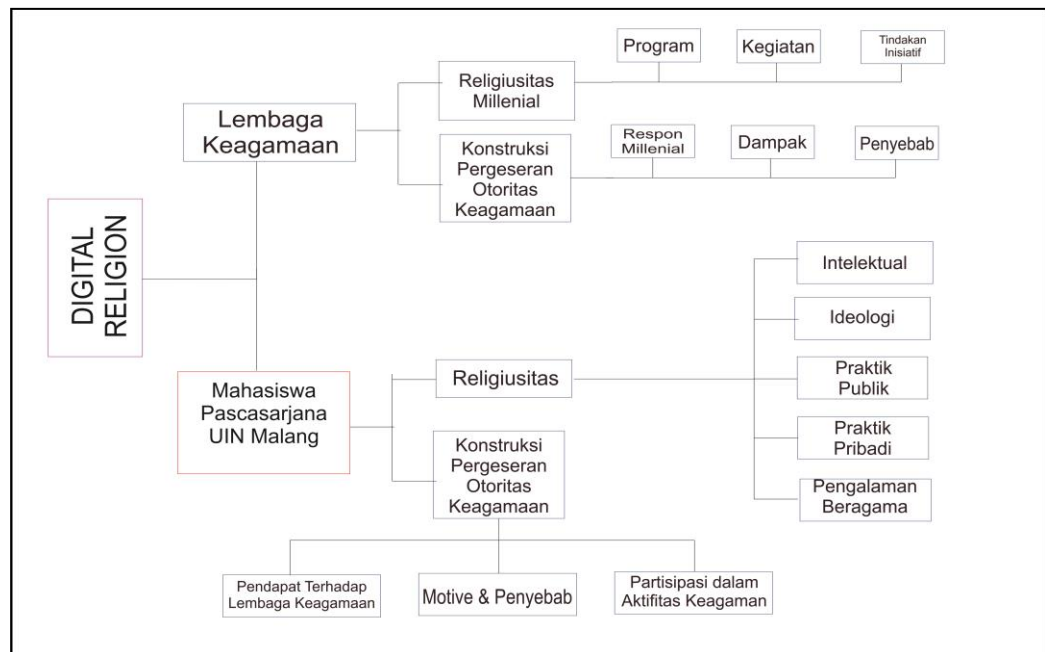 DIGITAL
RELIGION
Lembaga
Keagamaan
Religiusitas
Millenial
Program
Kegiatan
Tindakan
Inisiatif
Konstruksi
Pergeseran
Otoritas
Keagamaan
Respon
Millenial
Dampak
Penyebab
Mahasiswa
Pascasarjana
UIN Malang
Religiusitas
Intelektual
Ideologi
Praktik
Publik
Praktik
Pribadi
Pengalaman
Beragama
Konstruksi
Pergeseran
Otoritas
Keagamaan
Pendapat Terhadap
Lembaga Keagamaan
Motive & Penyebab
Partisipasi dalam
Aktifitas Keagaman